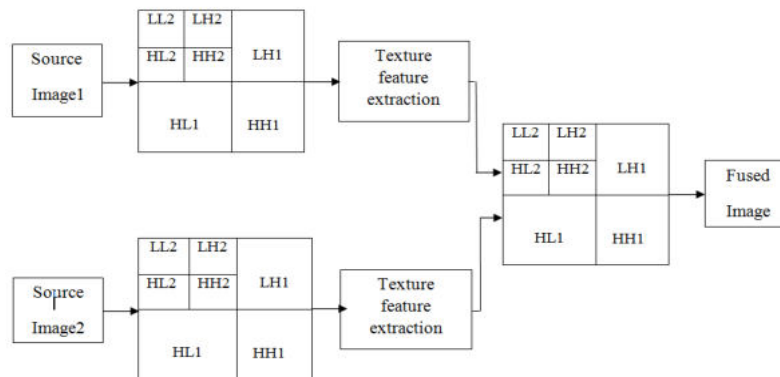 Source
Image1
LL2 LH2
HL2 HH2
LH1
HL1 HH1
Texture
feature
extraction
LL2 LH2
HL2 HH2
LH1
HL1 HH1
Fused
Image
Source
Image2
LL2 LH2
HL2 HH2
LH1
HL1 HH1
Texture
feature
extraction